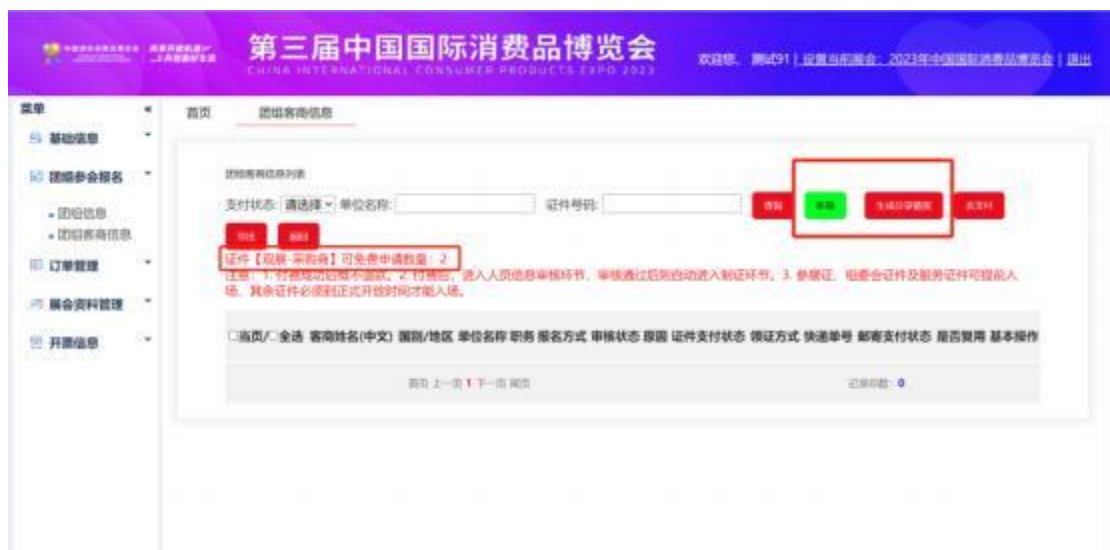 第三届中国国际消费品博览会
CHINA INTERNATIONAL CONSUMER PRODUCTS EXPO 2023
欢迎您, 测试91 | 设置当前展会: 2023年中国国际消费品博览会 | 退出
菜单 «
首页 团组客商信息
基础信息
团组参会报名
团组信息
团组客商信息
订单管理
展会资料管理
开票信息
团组客商信息列表
支付状态: 请选择 单位名称: 证件号码: 查询 生成分享链接 去支付
导出 返回
证件【观展-采购商】可免费申请数量: 2
注意: 1. 付费成功后概不退款。2. 付费后, 进入人员信息审核环节, 审核通过后则自动进入制证环节。3. 参展证、组委会证件及服务证件可提前入
场, 其余证件必须到正式开放时间才能入场。
当页/ 全选 客商姓名(中文) 国别/地区 单位名称 职务 报名方式 审核状态 原因 证件支付状态 领证方式 快递单号 邮寄支付状态 是否复用 基本操作
首页 上一页 1 下一页 尾页 记录总数: 0